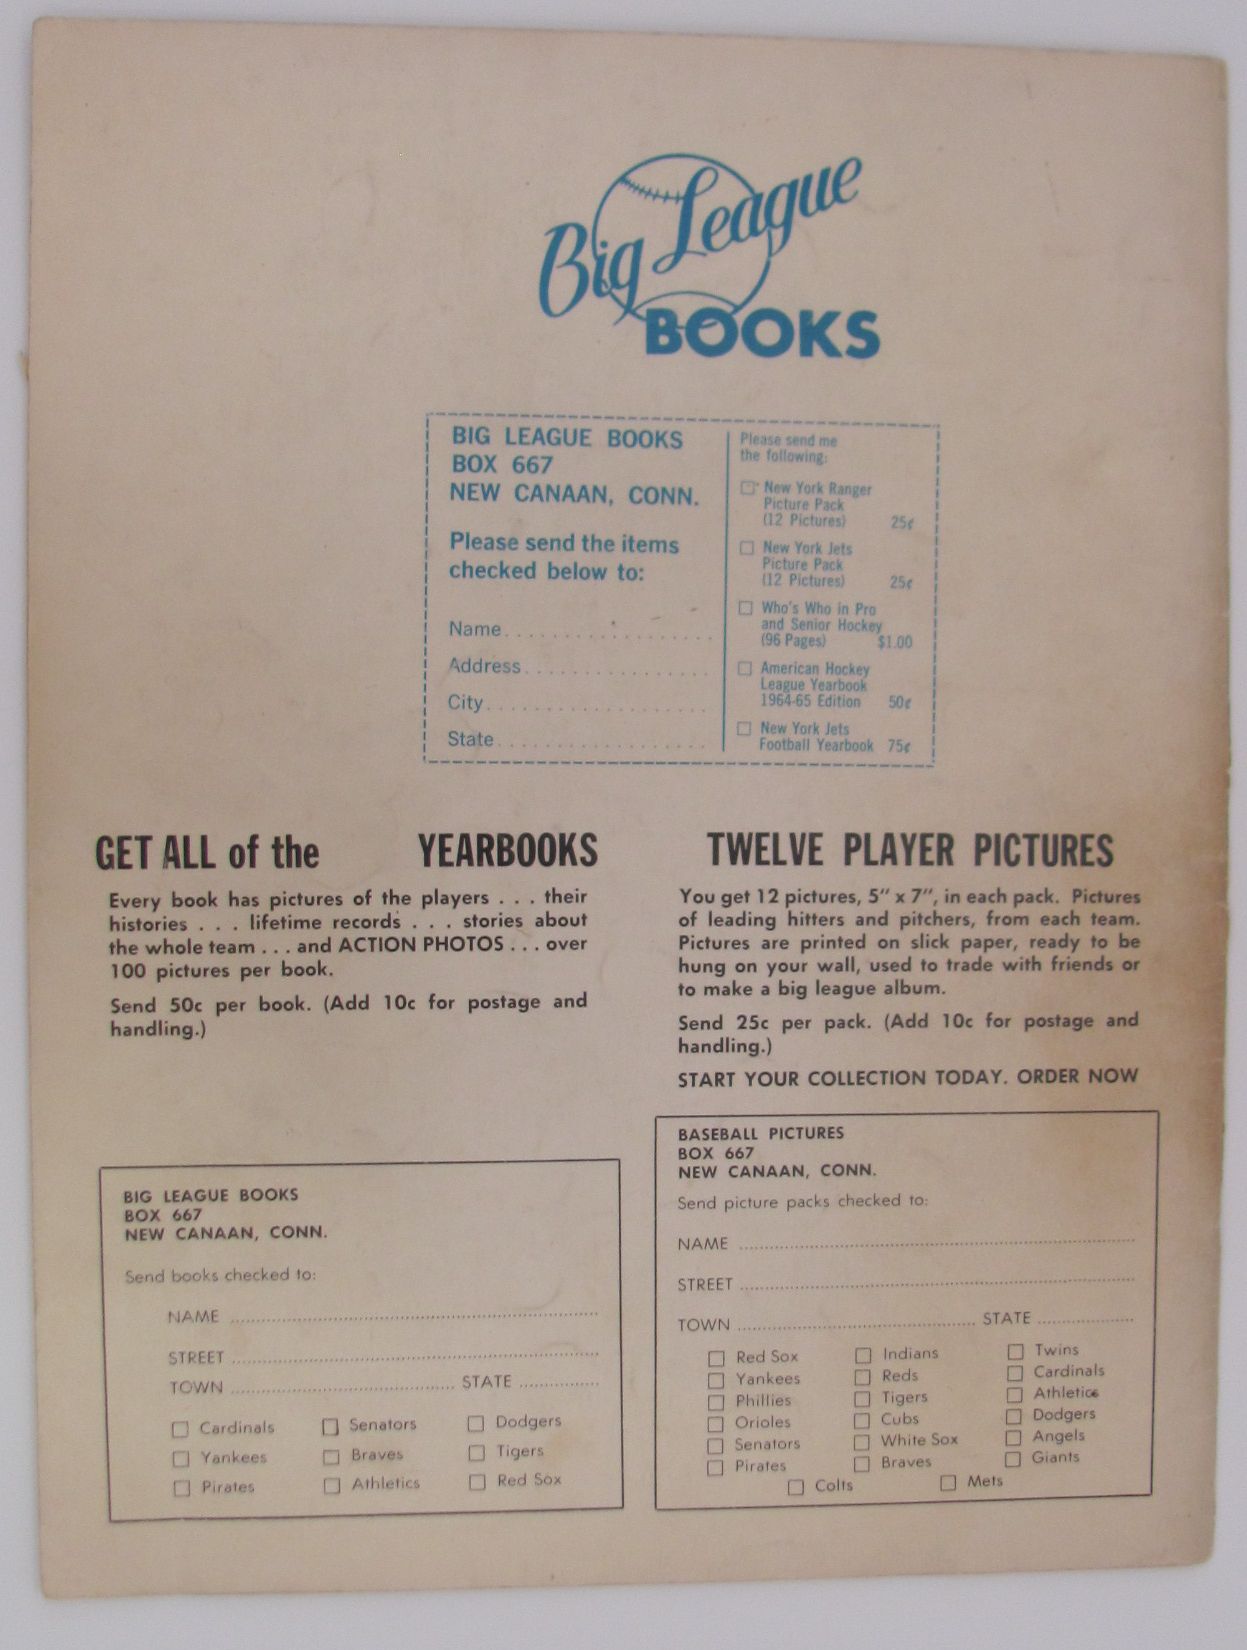 Big League
BOOKS
BIG LEAGUE BOOKS
BOX 667
NEW CANAAN, CONN.
Please send the items
checked below to:
Name
Address
City
State
Please send me
the following:
New York Ranger
Picture Pack
(12 Pictures) 25¢
New York Jets
Picture Pack
(12 Pictures) 25¢
Who's Who in Pro
and Senior Hockey
(96 Pages) $1.00
American Hockey
League Yearbook
1964-65 Edition 50¢
New York Jets
Football Yearbook 75¢
GET ALL of the YEARBOOKS
Every book has pictures of the players . . . their
histories . . . lifetime records . . . stories about
the whole team . . . and ACTION PHOTOS . . . over
100 pictures per book.
Send 50c per book. (Add 10c for postage and
handling.)
BIG LEAGUE BOOKS
BOX 667
NEW CANAAN, CONN.
Send books checked to:
NAME
STREET
TOWN STATE
Cardinals Senators Dodgers
Yankees Braves Tigers
Pirates Athletics Red Sox
TWELVE PLAYER PICTURES
You get 12 pictures, 5" x 7", in each pack. Pictures
of leading hitters and pitchers, from each team.
Pictures are printed on slick paper, ready to be
hung on your wall, used to trade with friends or
to make a big league album.
Send 25c per pack. (Add 10c for postage and
handling.)
START YOUR COLLECTION TODAY. ORDER NOW
BASEBALL PICTURES
BOX 667
NEW CANAAN, CONN.
Send picture packs checked to:
NAME
STREET
TOWN STATE
Red Sox Indians Twins
Yankees Reds Cardinals
Phillies Tigers Athletics
Orioles Cubs Dodgers
Senators White Sox Angels
Pirates Braves Giants
Colts Mets